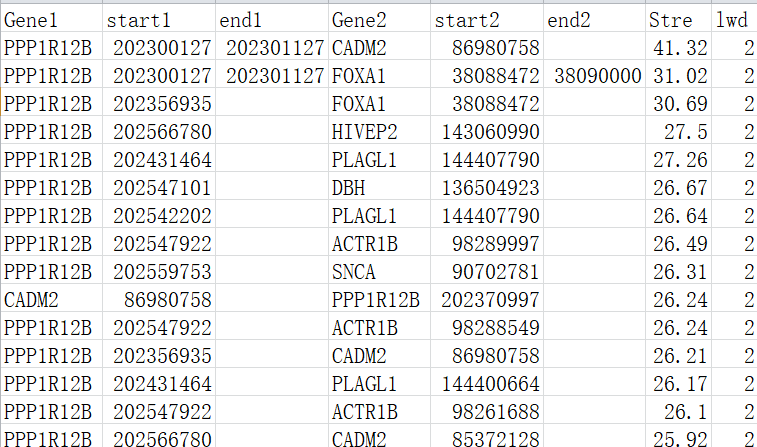 Gene1 start1 end1 Gene2 start2 end2 Stre lwd
PPP1R12B 202300127 202301127 CADM2 86980758 41.32 2
PPP1R12B 202300127 202301127 FOXA1 38088472 38090000 31.02 2
PPP1R12B 202356935 FOXA1 38088472 30.69 2
PPP1R12B 202566780 HIVEP2 143060990 27.5 2
PPP1R12B 202431464 PLAGL1 144407790 27.26 2
PPP1R12B 202547101 DBH 136504923 26.67 2
PPP1R12B 202542202 PLAGL1 144407790 26.64 2
PPP1R12B 202547922 ACTR1B 98289997 26.49 2
PPP1R12B 202559753 SNCA 90702781 26.31 2
CADM2 86980758 PPP1R12B 202370997 26.24 2
PPP1R12B 202547922 ACTR1B 98288549 26.24 2
PPP1R12B 202356935 CADM2 86980758 26.21 2
PPP1R12B 202431464 PLAGL1 144400664 26.17 2
PPP1R12B 202547922 ACTR1B 98261688 26.1 2
PPP1R12B 202566780 CADM2 85372128 25.92 2